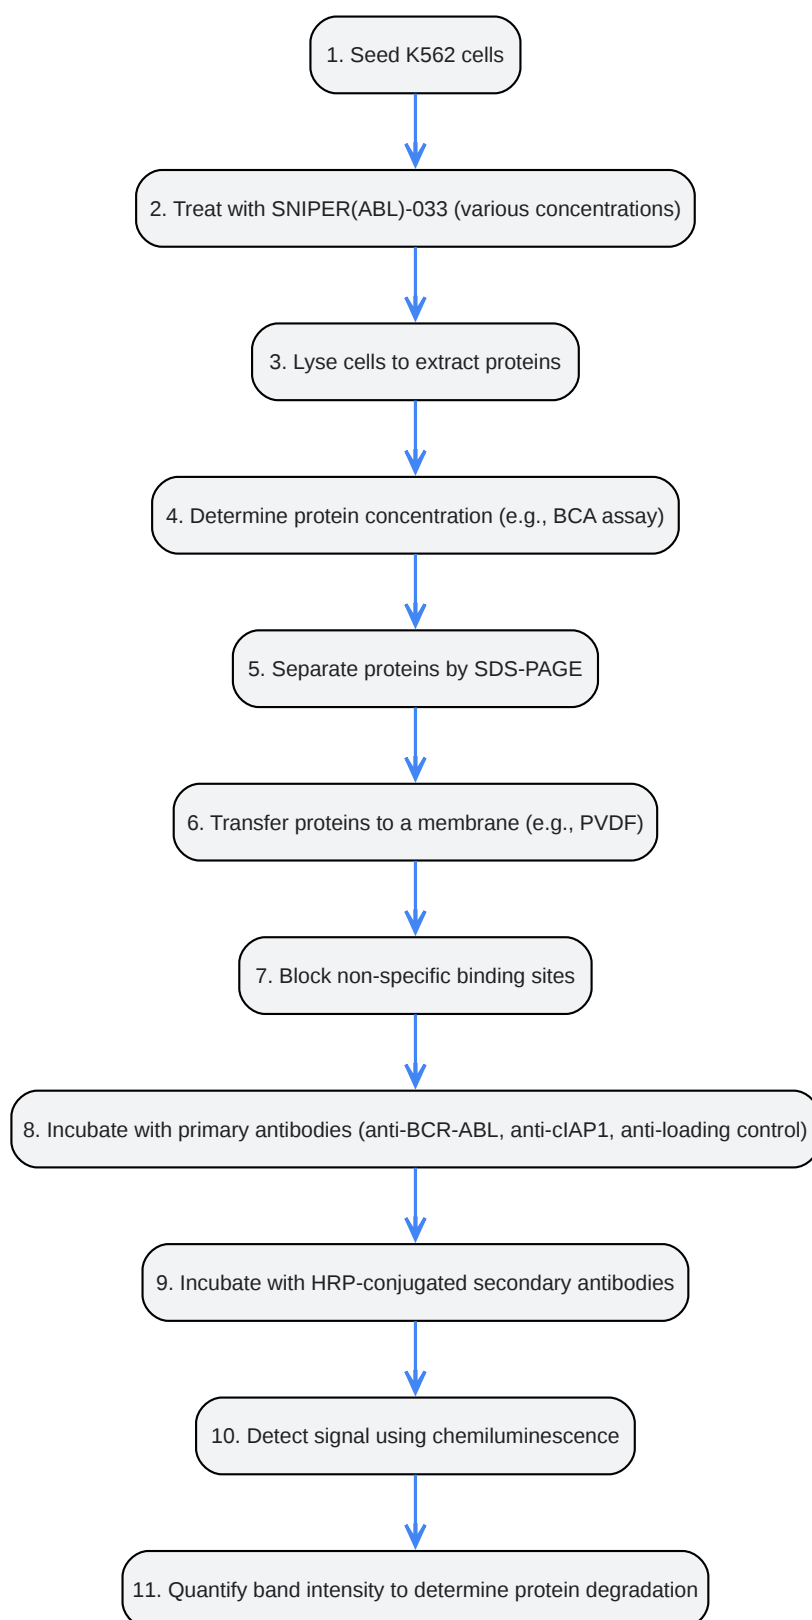 1. Seed K562 cells
2. Treat with SNIPER(ABL)-033 (various concentrations)
3. Lyse cells to extract proteins
4. Determine protein concentration (e.g., BCA assay)
5. Separate proteins by SDS-PAGE
6. Transfer proteins to a membrane (e.g., PVDF)
7. Block non-specific binding sites
8. Incubate with primary antibodies (anti-BCR-ABL, anti-cIAP1, anti-loading control)
9. Incubate with HRP-conjugated secondary antibodies
10. Detect signal using chemiluminescence
11. Quantify band intensity to determine protein degradation